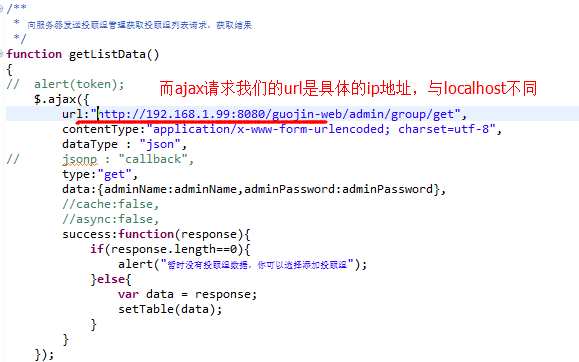 /**
 * 向服务器发送投顾组管理获取投顾组列表请求，获取结果
 */
function getListData()
{
//  alert(token);
而ajax请求我们的url是具体的ip地址，与localhost不同
$.ajax({
url:"http://192.168.1.99:8080/guojin-web/admin/group/get",
contentType:"application/x-www-form-urlencoded; charset=utf-8",
dataType : "json",
//  jsonp : "callback",
type:"get",
data:{adminName:adminName,adminPassword:adminPassword},
//cache:false,
//async:false,
success:function(response){
if(response.length==0){
alert("暂时没有投顾组数据，你可以选择添加投顾组");
}else{
var data = response;
setTable(data);
}
}
});